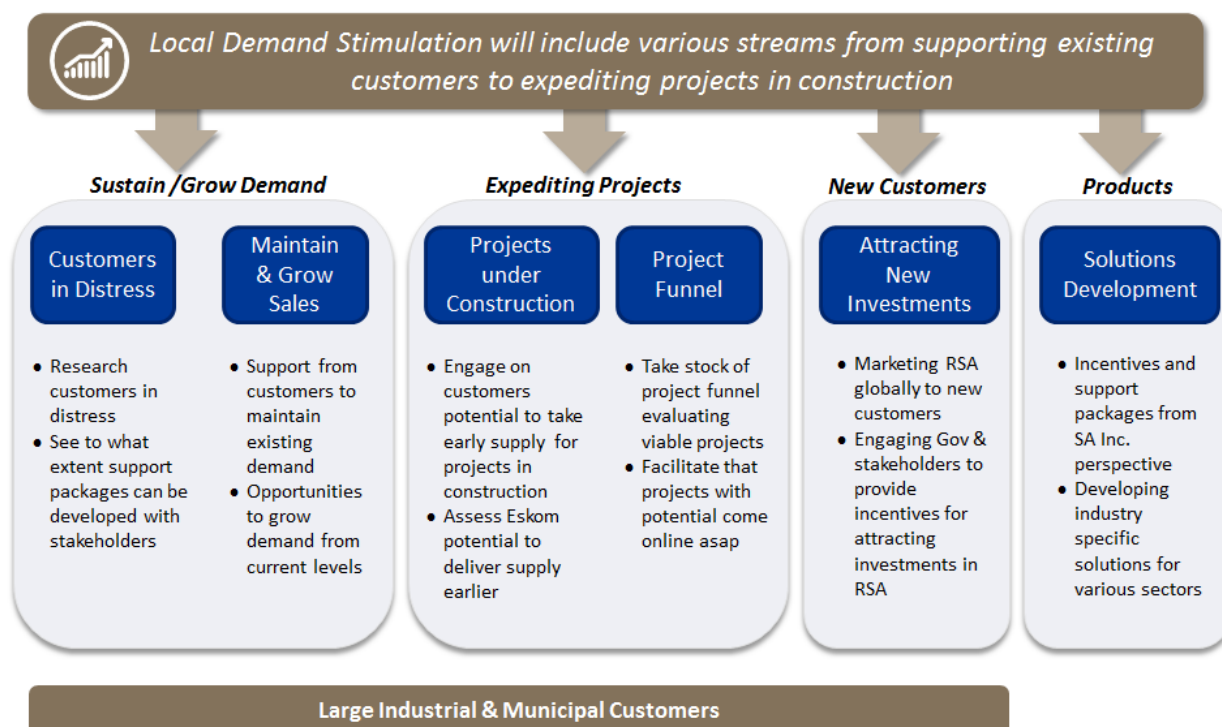 Local Demand Stimulation will include various streams from supporting existing
customers to expediting projects in construction
Sustain /Grow Demand
Customers
in Distress
● Research
customers in
distress
● See to what
extent support
packages can be
developed with
stakeholders
Maintain
& Grow
Sales
● Support from
customers to
maintain
existing
demand
● Opportunities
to grow
demand from
current levels
Expediting Projects
Projects
under
Construction
● Engage on
customers
potential to take
early supply for
projects in
construction
● Assess Eskom
potential to
deliver supply
earlier
Project
Funnel
● Take stock of
project funnel
evaluating
viable projects
● Facilitate that
projects with
potential come
online asap
New Customers
Attracting
New
Investments
● Marketing RSA
globally to new
customers
● Engaging Gov &
stakeholders to
provide
incentives for
attracting
investments in
RSA
Products
Solutions
Development
● Incentives and
support
packages from
SA Inc.
perspective
● Developing
industry
specific
solutions for
various sectors
Large Industrial & Municipal Customers